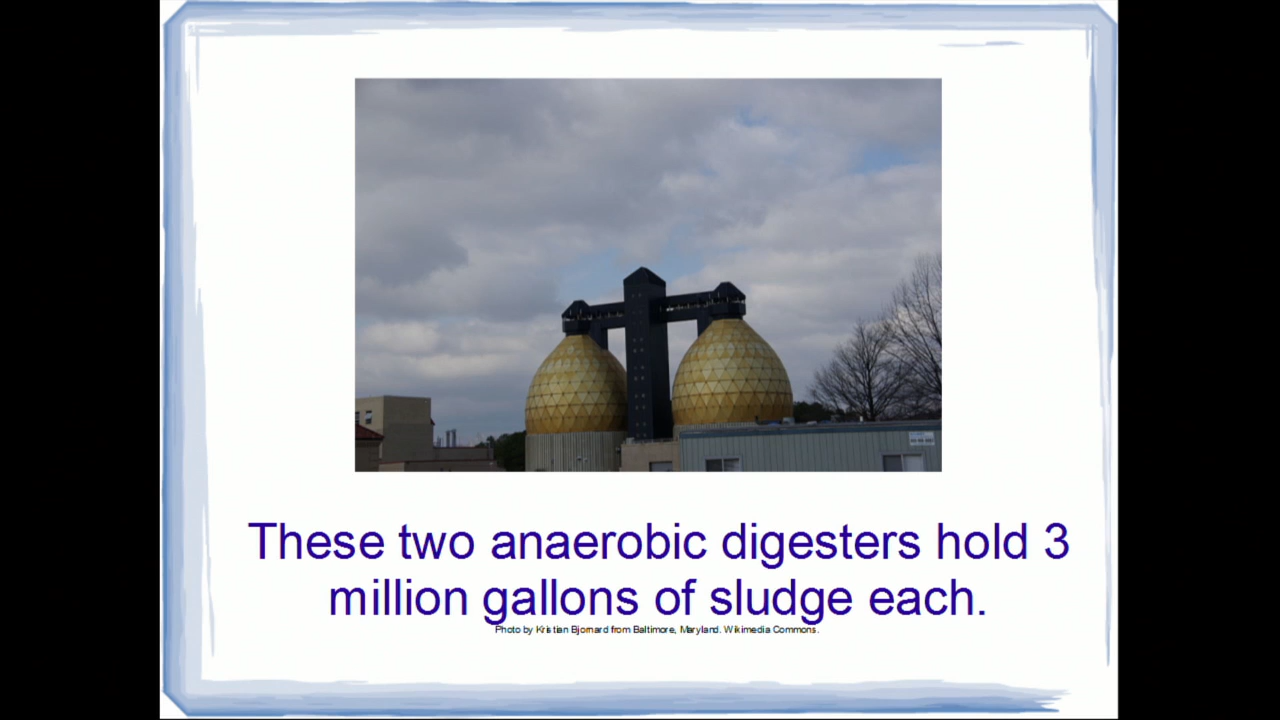 These two anaerobic digesters hold 3
million gallons of sludge each.
Photo by Kristian Bjornard from Baltimore, Maryland. Wikimedia Commons.